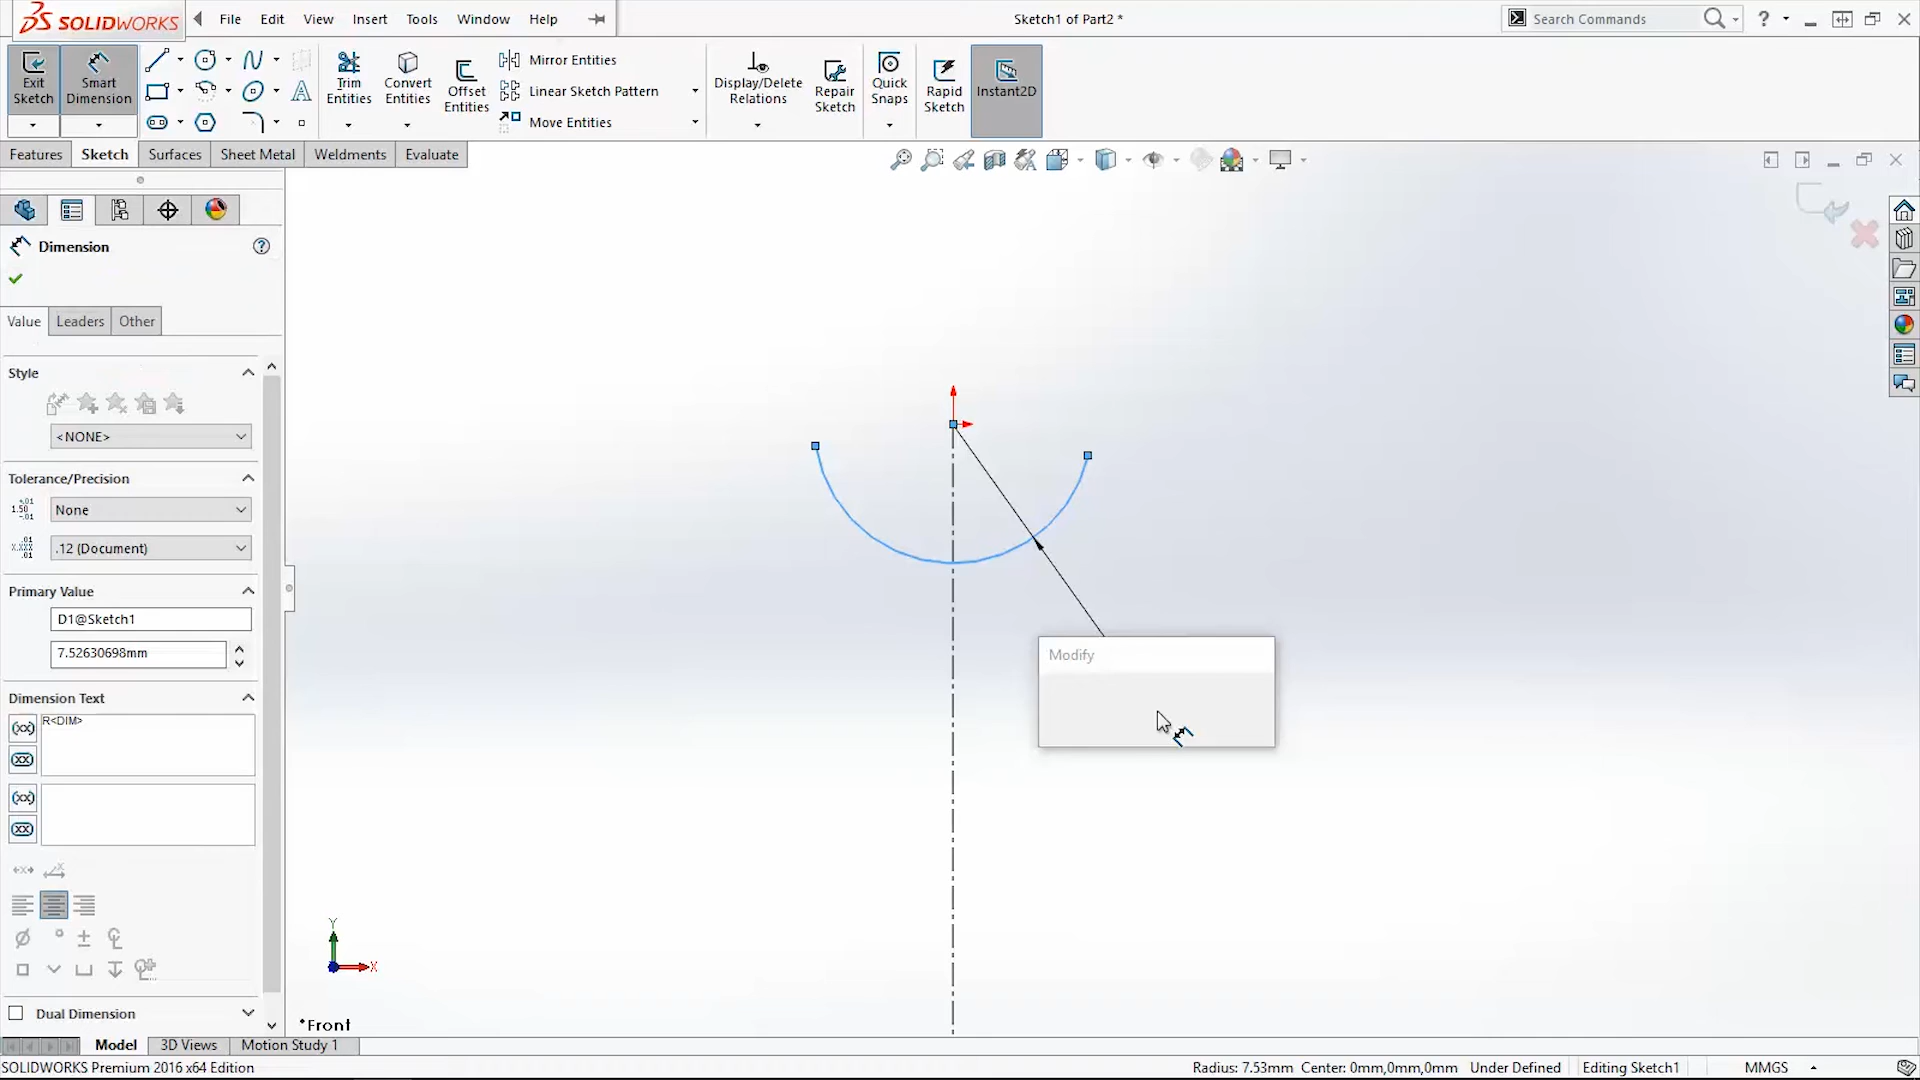 SOLIDWORKS
File Edit View Insert Tools Window Help
Sketch1 of Part2 *
Search Commands
?
Exit Sketch
Smart Dimension
Trim Entities
Convert Entities
Offset Entities
Mirror Entities
Linear Sketch Pattern
Move Entities
Display/Delete Relations
Repair Sketch
Quick Snaps
Rapid Sketch
Instant2D
Features Sketch Surfaces Sheet Metal Weldments Evaluate
Dimension
?
Value Leaders Other
Style
<NONE>
Tolerance/Precision
None
.12 (Document)
Primary Value
D1@Sketch1
7.52630698mm
Dimension Text
R<DIM>
(xx)
(xx)
(xx)
(xx)
Dual Dimension
Modify
Y
X
*Front
Model 3D Views Motion Study 1
SOLIDWORKS Premium 2016 x64 Edition
Radius: 7.53mm Center: 0mm,0mm,0mm Under Defined Editing Sketch1 MMGS